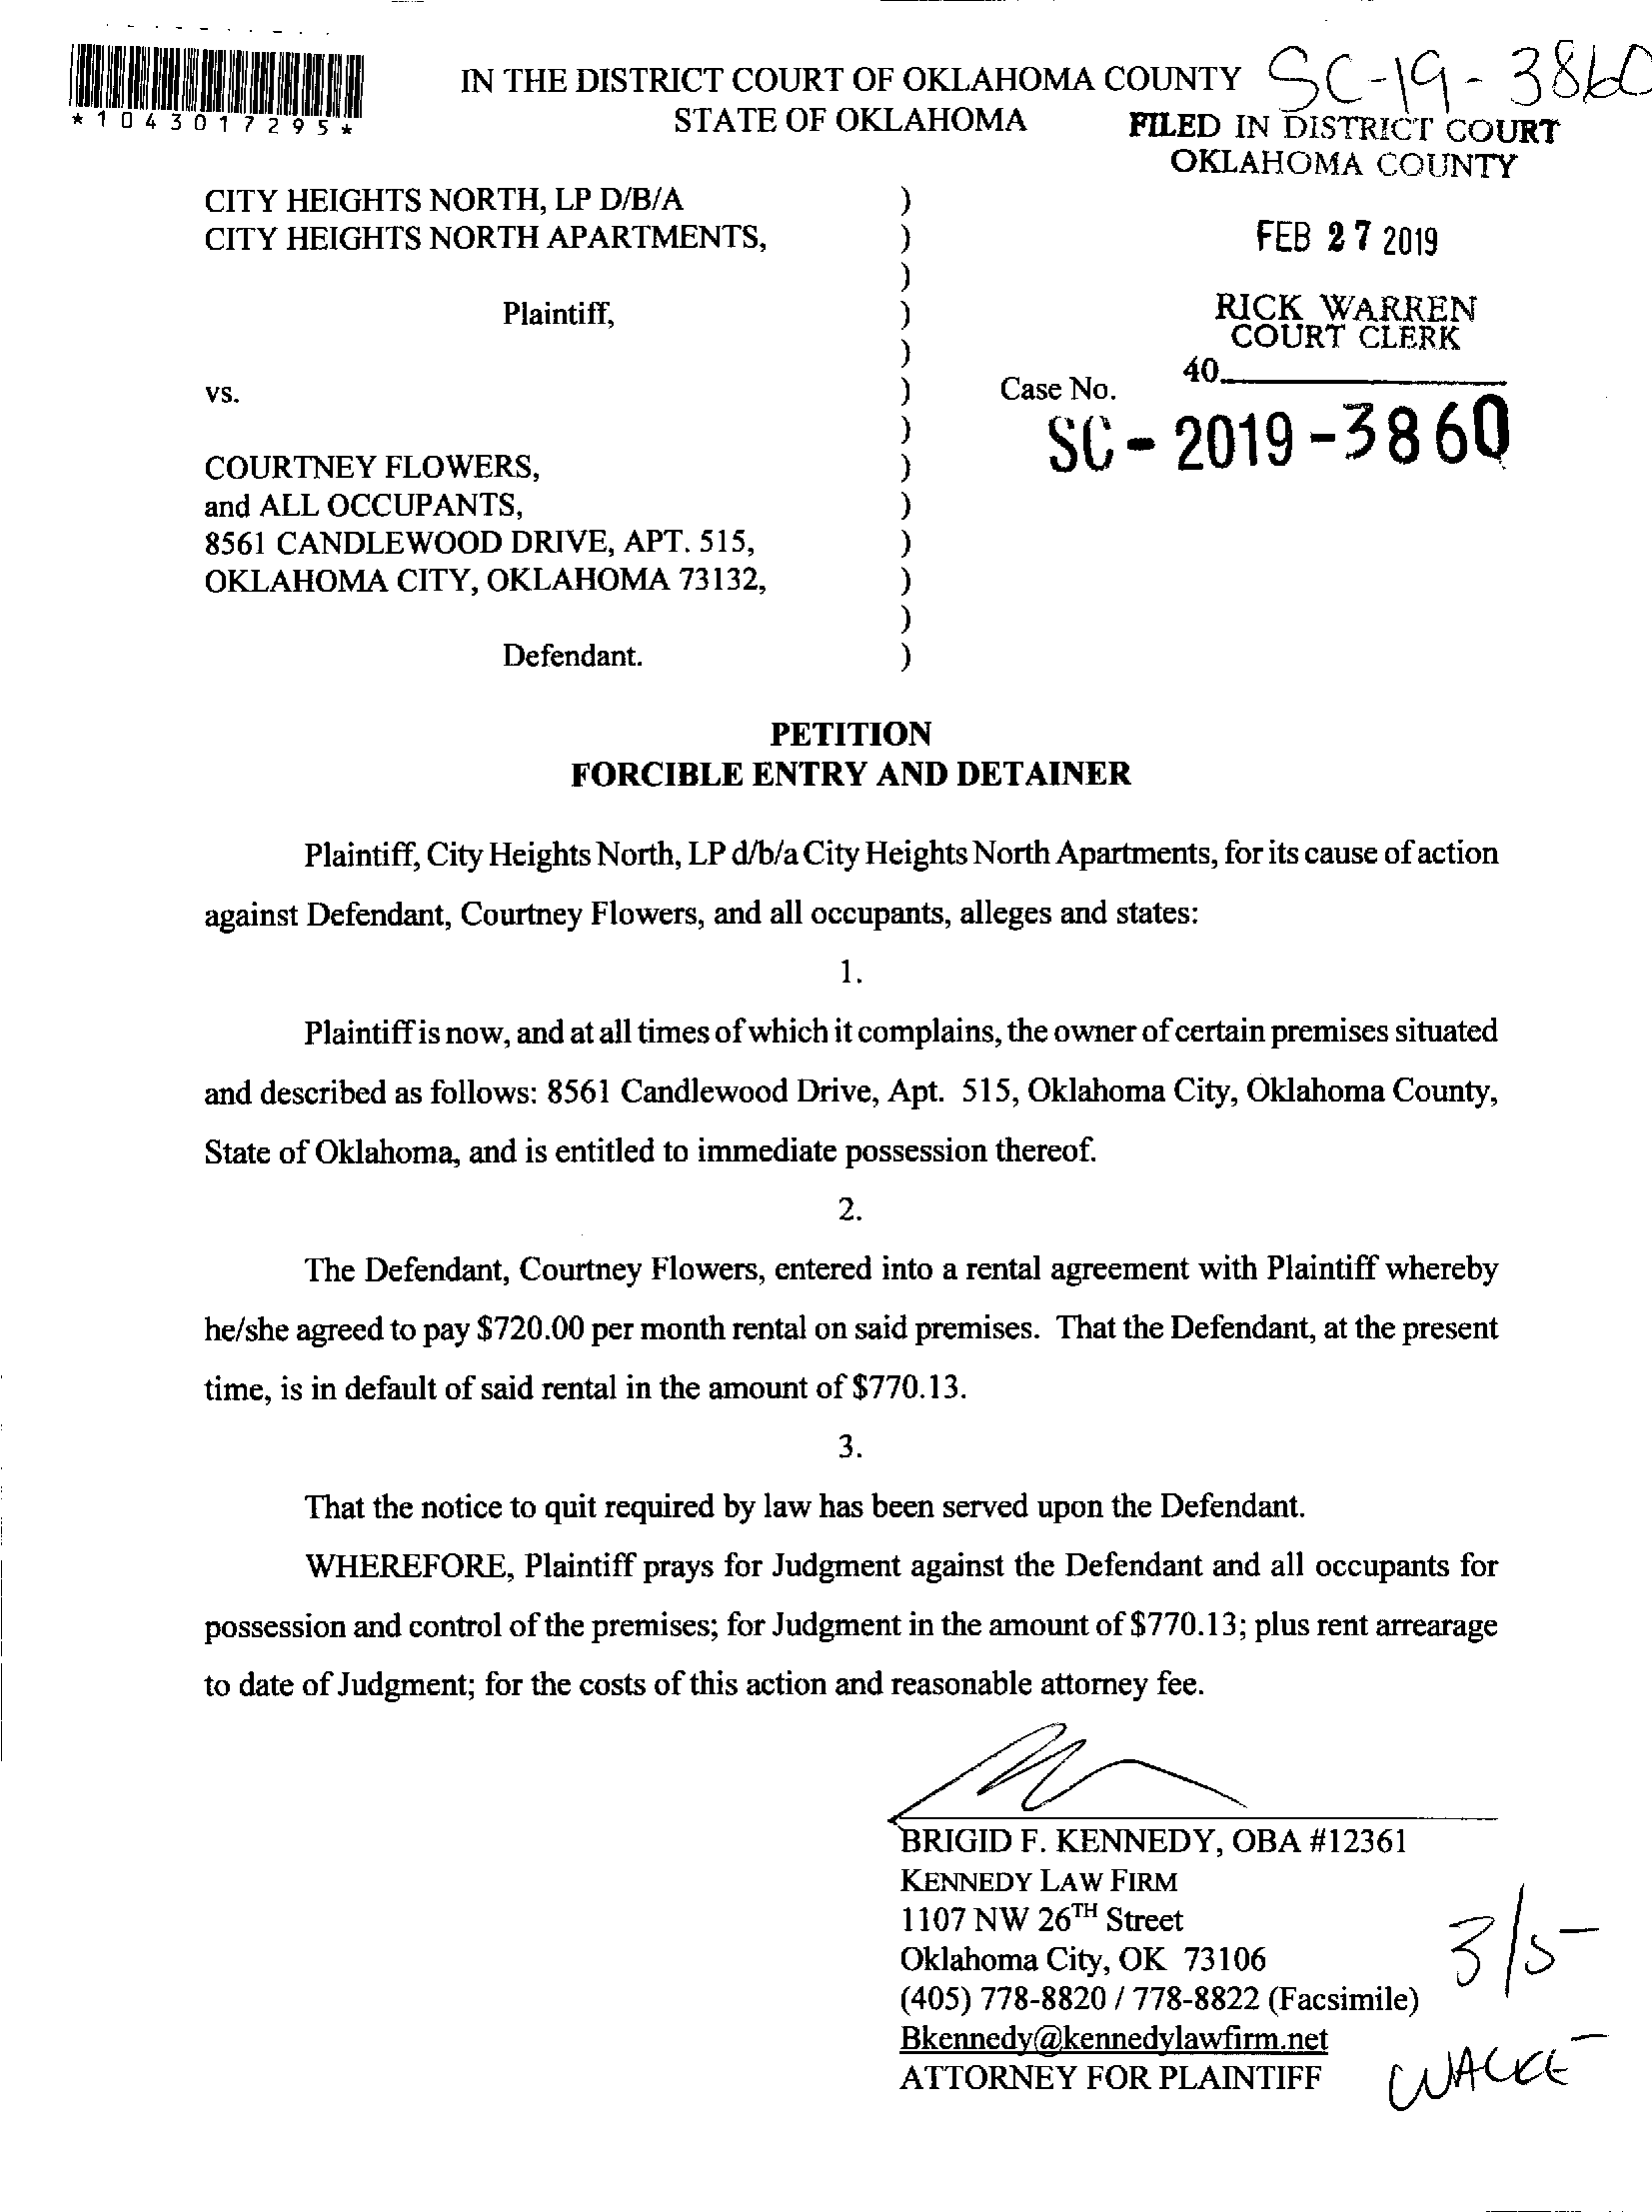 IN THE DISTRICT COURT OF OKLAHOMA COUNTY
STATE OF OKLAHOMA
SC-19-3860
*1043017295*
FILED IN DISTRICT COURT
OKLAHOMA COUNTY
FEB 27 2019
RICK WARREN
COURT CLERK
40
CITY HEIGHTS NORTH, LP D/B/A )
CITY HEIGHTS NORTH APARTMENTS, )
)
Plaintiff, )
)
vs. ) Case No.
) SC-2019-3860
COURTNEY FLOWERS, )
and ALL OCCUPANTS, )
8561 CANDLEWOOD DRIVE, APT. 515, )
OKLAHOMA CITY, OKLAHOMA 73132, )
)
Defendant. )
PETITION
FORCIBLE ENTRY AND DETAINER
Plaintiff, City Heights North, LP d/b/a City Heights North Apartments, for its cause of action
against Defendant, Courtney Flowers, and all occupants, alleges and states:
1.
Plaintiff is now, and at all times of which it complains, the owner of certain premises situated
and described as follows: 8561 Candlewood Drive, Apt. 515, Oklahoma City, Oklahoma County,
State of Oklahoma, and is entitled to immediate possession thereof.
2.
The Defendant, Courtney Flowers, entered into a rental agreement with Plaintiff whereby
he/she agreed to pay $720.00 per month rental on said premises. That the Defendant, at the present
time, is in default of said rental in the amount of $770.13.
3.
That the notice to quit required by law has been served upon the Defendant.
WHEREFORE, Plaintiff prays for Judgment against the Defendant and all occupants for
possession and control of the premises; for Judgment in the amount of $770.13; plus rent arrearage
to date of Judgment; for the costs of this action and reasonable attorney fee.
BRIGID F. KENNEDY, OBA #12361
KENNEDY LAW FIRM
1107 NW 26TH Street
Oklahoma City, OK 73106
(405) 778-8820 / 778-8822 (Facsimile)
Bkennedy@kennedylawfirm.net
ATTORNEY FOR PLAINTIFF
3/5